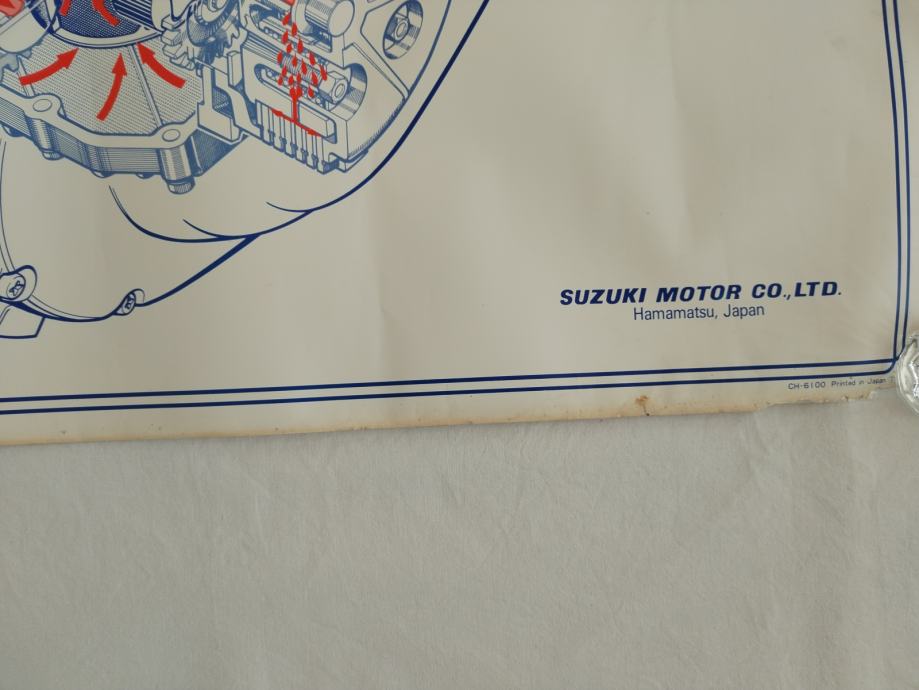 SUZUKI MOTOR CO.,LTD.
Hamamatsu, Japan
CH-6100 Printed in Japan